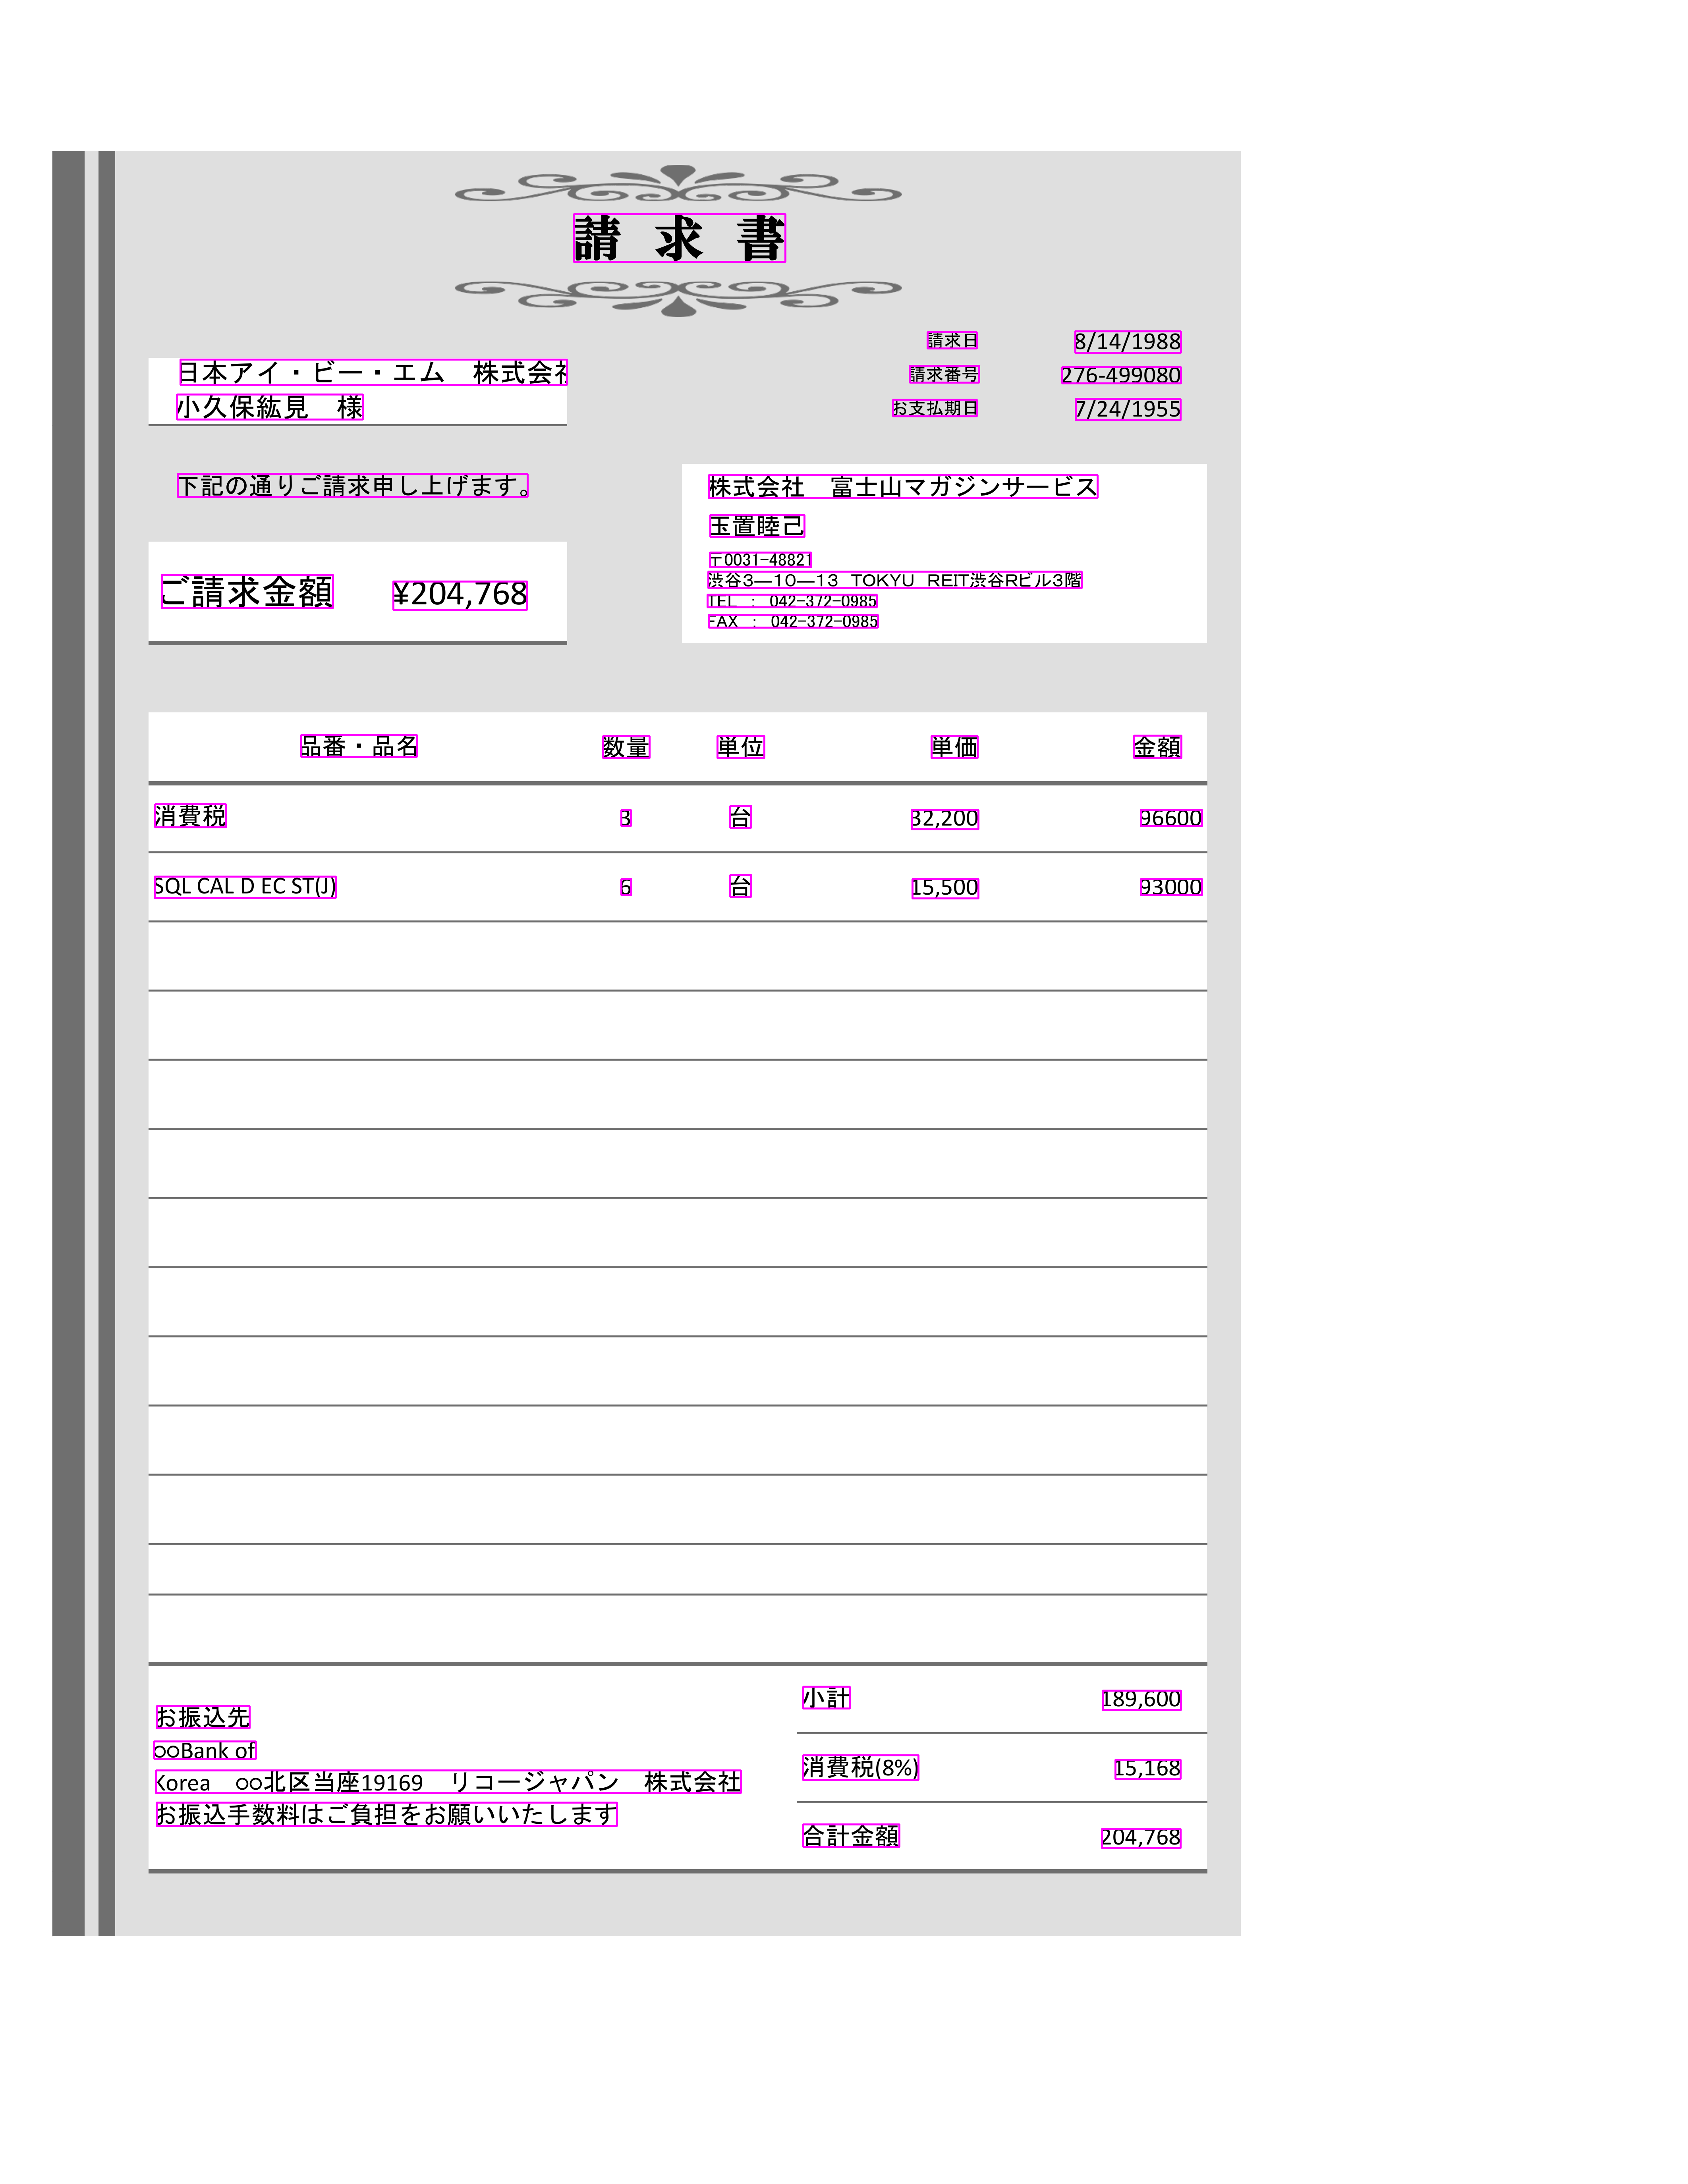 請 求 書
請求日 8/14/1988
日本アイ・ビー・エム 株式会社
請求番号 276-499080
小久保紘見 様
お支払期日 7/24/1955
下記の通りご請求申し上げます。
株式会社 富士山マガジンサービス
玉置睦己
〒0031-48821
渋谷3—10—13 TOKYU REIT渋谷Rビル3階
TEL : 042-372-0985
FAX : 042-372-0985
ご請求金額 ¥204,768
品番・品名 数量 単位 単価 金額
消費税 3 台 32,200 96600
SQL CAL D EC ST(J) 6 台 15,500 93000
小計 189,600
消費税(8%) 15,168
合計金額 204,768
お振込先
○○Bank of
Korea ○○北区当座19169 リコージャパン 株式会社
お振込手数料はご負担をお願いいたします